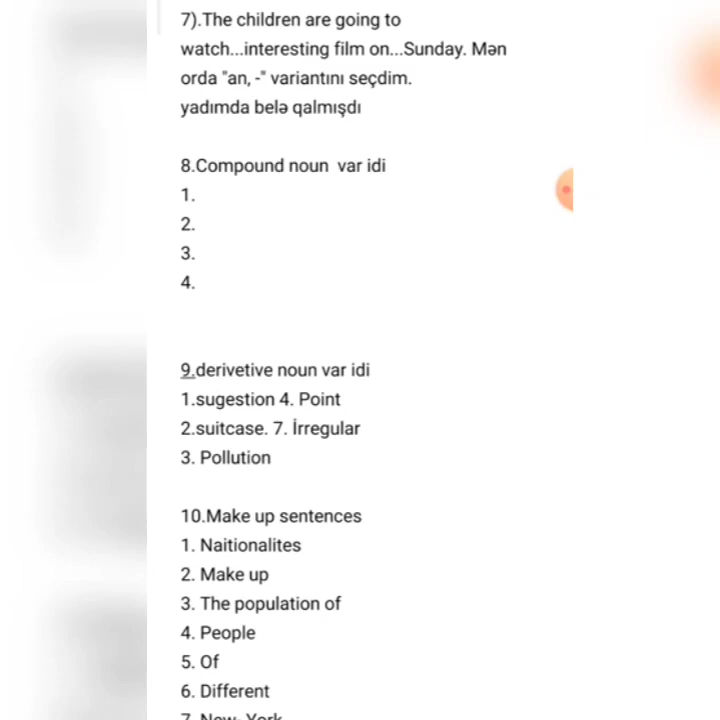 7).The children are going to
watch...interesting film on...Sunday. Mən
orda "an, -" variantını seçdim.
yadımda belə qalmışdı
8.Compound noun var idi
1.
2.
3.
4.
9.derivetive noun var idi
1.sugestion 4. Point
2.suitcase. 7. İrregular
3. Pollution
10.Make up sentences
1. Naitionalites
2. Make up
3. The population of
4. People
5. Of
6. Different
7. New- York